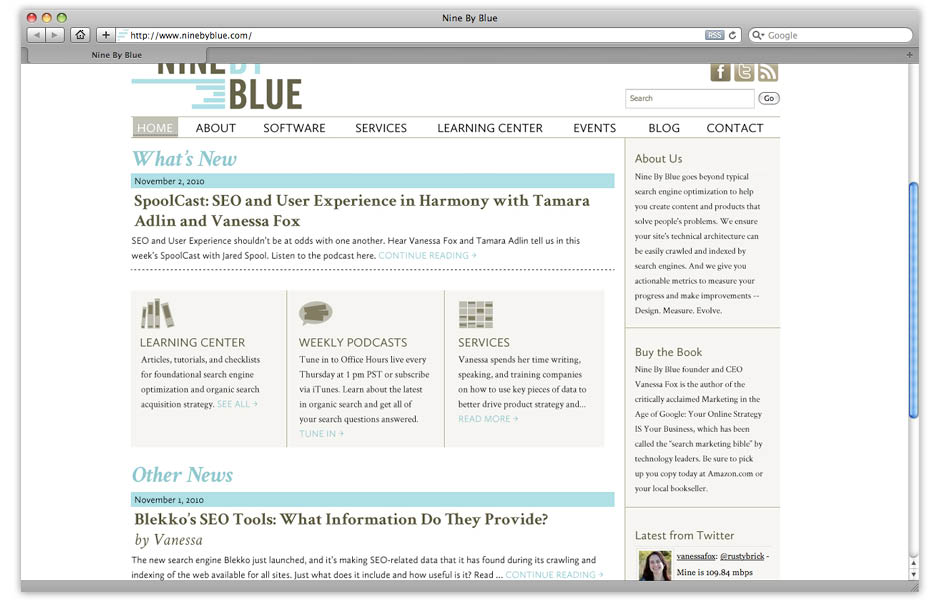 Nine By Blue
http://www.ninebyblue.com/
RSS
Google
Nine By Blue
NINE BY
BLUE
Search
Go
HOME
ABOUT
SOFTWARE
SERVICES
LEARNING CENTER
EVENTS
BLOG
CONTACT
What's New
November 2, 2010
SpoolCast: SEO and User Experience in Harmony with Tamara
Adlin and Vanessa Fox
SEO and User Experience shouldn't be at odds with one another. Hear Vanessa Fox and Tamara Adlin tell us in this
week's SpoolCast with Jared Spool. Listen to the podcast here. CONTINUE READING →
LEARNING CENTER
Articles, tutorials, and checklists
for foundational search engine
optimization and organic search
acquisition strategy. SEE ALL →
WEEKLY PODCASTS
Tune in to Office Hours live every
Thursday at 1 pm PST or subscribe
via iTunes. Learn about the latest
in organic search and get all of
your search questions answered.
TUNE IN →
SERVICES
Vanessa spends her time writing,
speaking, and training companies
on how to use key pieces of data to
better drive product strategy and...
READ MORE →
Other News
November 1, 2010
Blekko's SEO Tools: What Information Do They Provide?
by Vanessa
The new search engine Blekko just launched, and it's making SEO-related data that it has found during its crawling and
indexing of the web available for all sites. Just what does it include and how useful is it? Read ... CONTINUE READING →
About Us
Nine By Blue goes beyond typical
search engine optimization to help
you create content and products that
solve people's problems. We ensure
your site's technical architecture can
be easily crawled and indexed by
search engines. And we give you
actionable metrics to measure your
progress and make improvements --
Design. Measure. Evolve.
Buy the Book
Nine By Blue founder and CEO
Vanessa Fox is the author of the
critically acclaimed Marketing in the
Age of Google: Your Online Strategy
IS Your Business, which has been
called the "search marketing bible" by
technology leaders. Be sure to pick
up you copy today at Amazon.com or
your local bookseller.
Latest from Twitter
vanessafox: @rustybrick -
Mine is 109.84 mbps